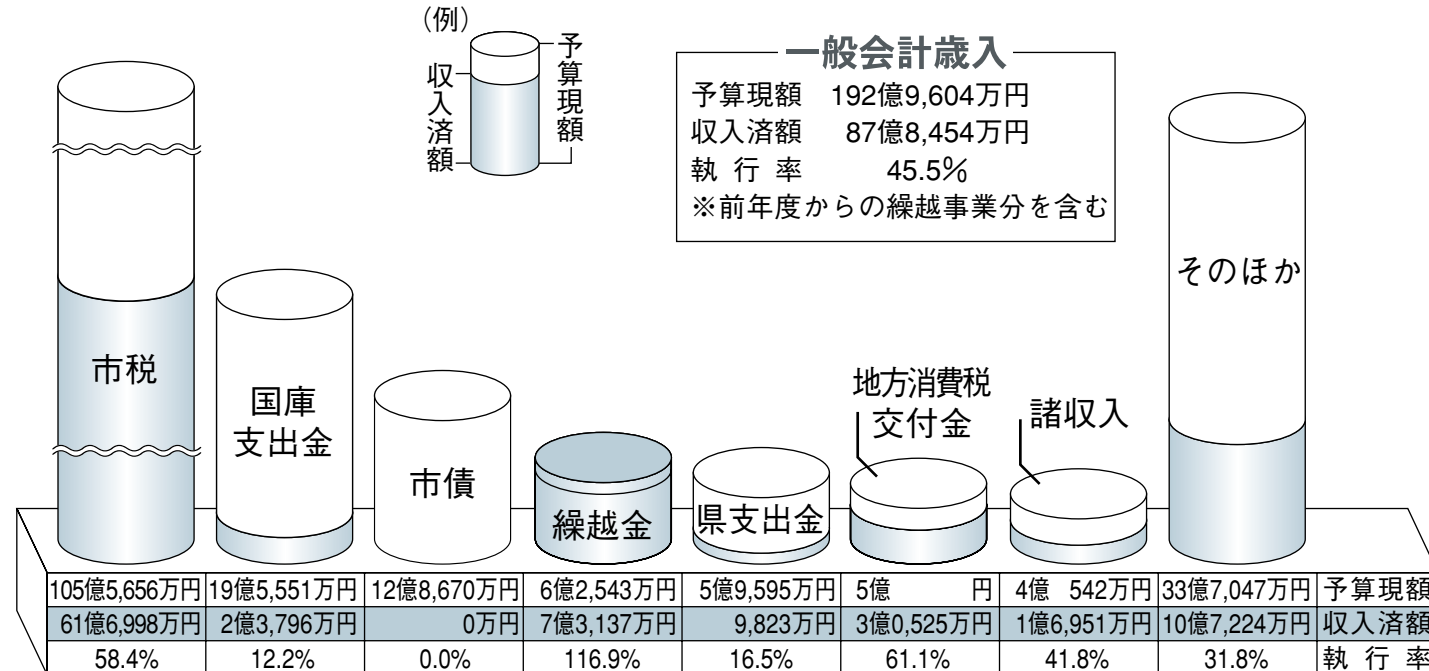 (例)
予算現額
収入済額
一般会計歳入
予算現額 192億9,604万円
収入済額 87億8,454万円
執行率 45.5%
※前年度からの繰越事業分を含む
市税
国庫
支出金
市債
繰越金
県支出金
地方消費税
交付金
諸収入
そのほか
105億5,656万円 19億5,551万円 12億8,670万円 6億2,543万円 5億9,595万円 5億 円 4億 542万円 33億7,047万円 予算現額
61億6,998万円 2億3,796万円 0万円 7億3,137万円 9,823万円 3億0,525万円 1億6,951万円 10億7,224万円 収入済額
58.4% 12.2% 0.0% 116.9% 16.5% 61.1% 41.8% 31.8% 執行率